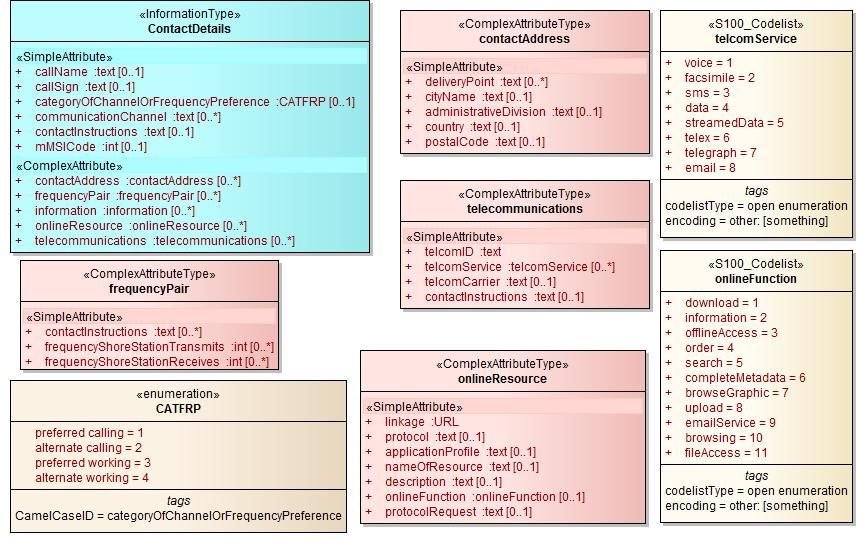 «InformationType»
ContactDetails
«SimpleAttribute»
+ callName :text [0..1]
+ callSign :text [0..1]
+ categoryOfChannelOrFrequencyPreference :CATFRP [0..1]
+ communicationChannel :text [0..*]
+ contactInstructions :text [0..1]
+ mMSICode :int [0..1]
«ComplexAttribute»
+ contactAddress :contactAddress [0..*]
+ frequencyPair :frequencyPair [0..*]
+ information :information [0..*]
+ onlineResource :onlineResource [0..*]
+ telecommunications :telecommunications [0..*]
«ComplexAttributeType»
frequencyPair
«SimpleAttribute»
+ contactInstructions :text [0..*]
+ frequencyShoreStationTransmits :int [0..*]
+ frequencyShoreStationReceives :int [0..*]
«enumeration»
CATFRP
preferred calling = 1
alternate calling = 2
preferred working = 3
alternate working = 4
tags
CamelCaseID = categoryOfChannelOrFrequencyPreference
«ComplexAttributeType»
contactAddress
«SimpleAttribute»
+ deliveryPoint :text [0..*]
+ cityName :text [0..1]
+ administrativeDivision :text [0..1]
+ country :text [0..1]
+ postalCode :text [0..1]
«ComplexAttributeType»
telecommunications
«SimpleAttribute»
+ telcomID :text
+ telcomService :telcomService [0..*]
+ telcomCarrier :text [0..1]
+ contactInstructions :text [0..1]
«ComplexAttributeType»
onlineResource
«SimpleAttribute»
+ linkage :URL
+ protocol :text [0..1]
+ applicationProfile :text [0..1]
+ nameOfResource :text [0..1]
+ description :text [0..1]
+ onlineFunction :onlineFunction [0..1]
+ protocolRequest :text [0..1]
«S100_Codelist»
telcomService
+ voice = 1
+ facsimile = 2
+ sms = 3
+ data = 4
+ streamedData = 5
+ telex = 6
+ telegraph = 7
+ email = 8
tags
codelistType = open enumeration
encoding = other: [something]
«S100_Codelist»
onlineFunction
+ download = 1
+ information = 2
+ offlineAccess = 3
+ order = 4
+ search = 5
+ completeMetadata = 6
+ browseGraphic = 7
+ upload = 8
+ emailService = 9
+ browsing = 10
+ fileAccess = 11
tags
codelistType = open enumeration
encoding = other: [something]